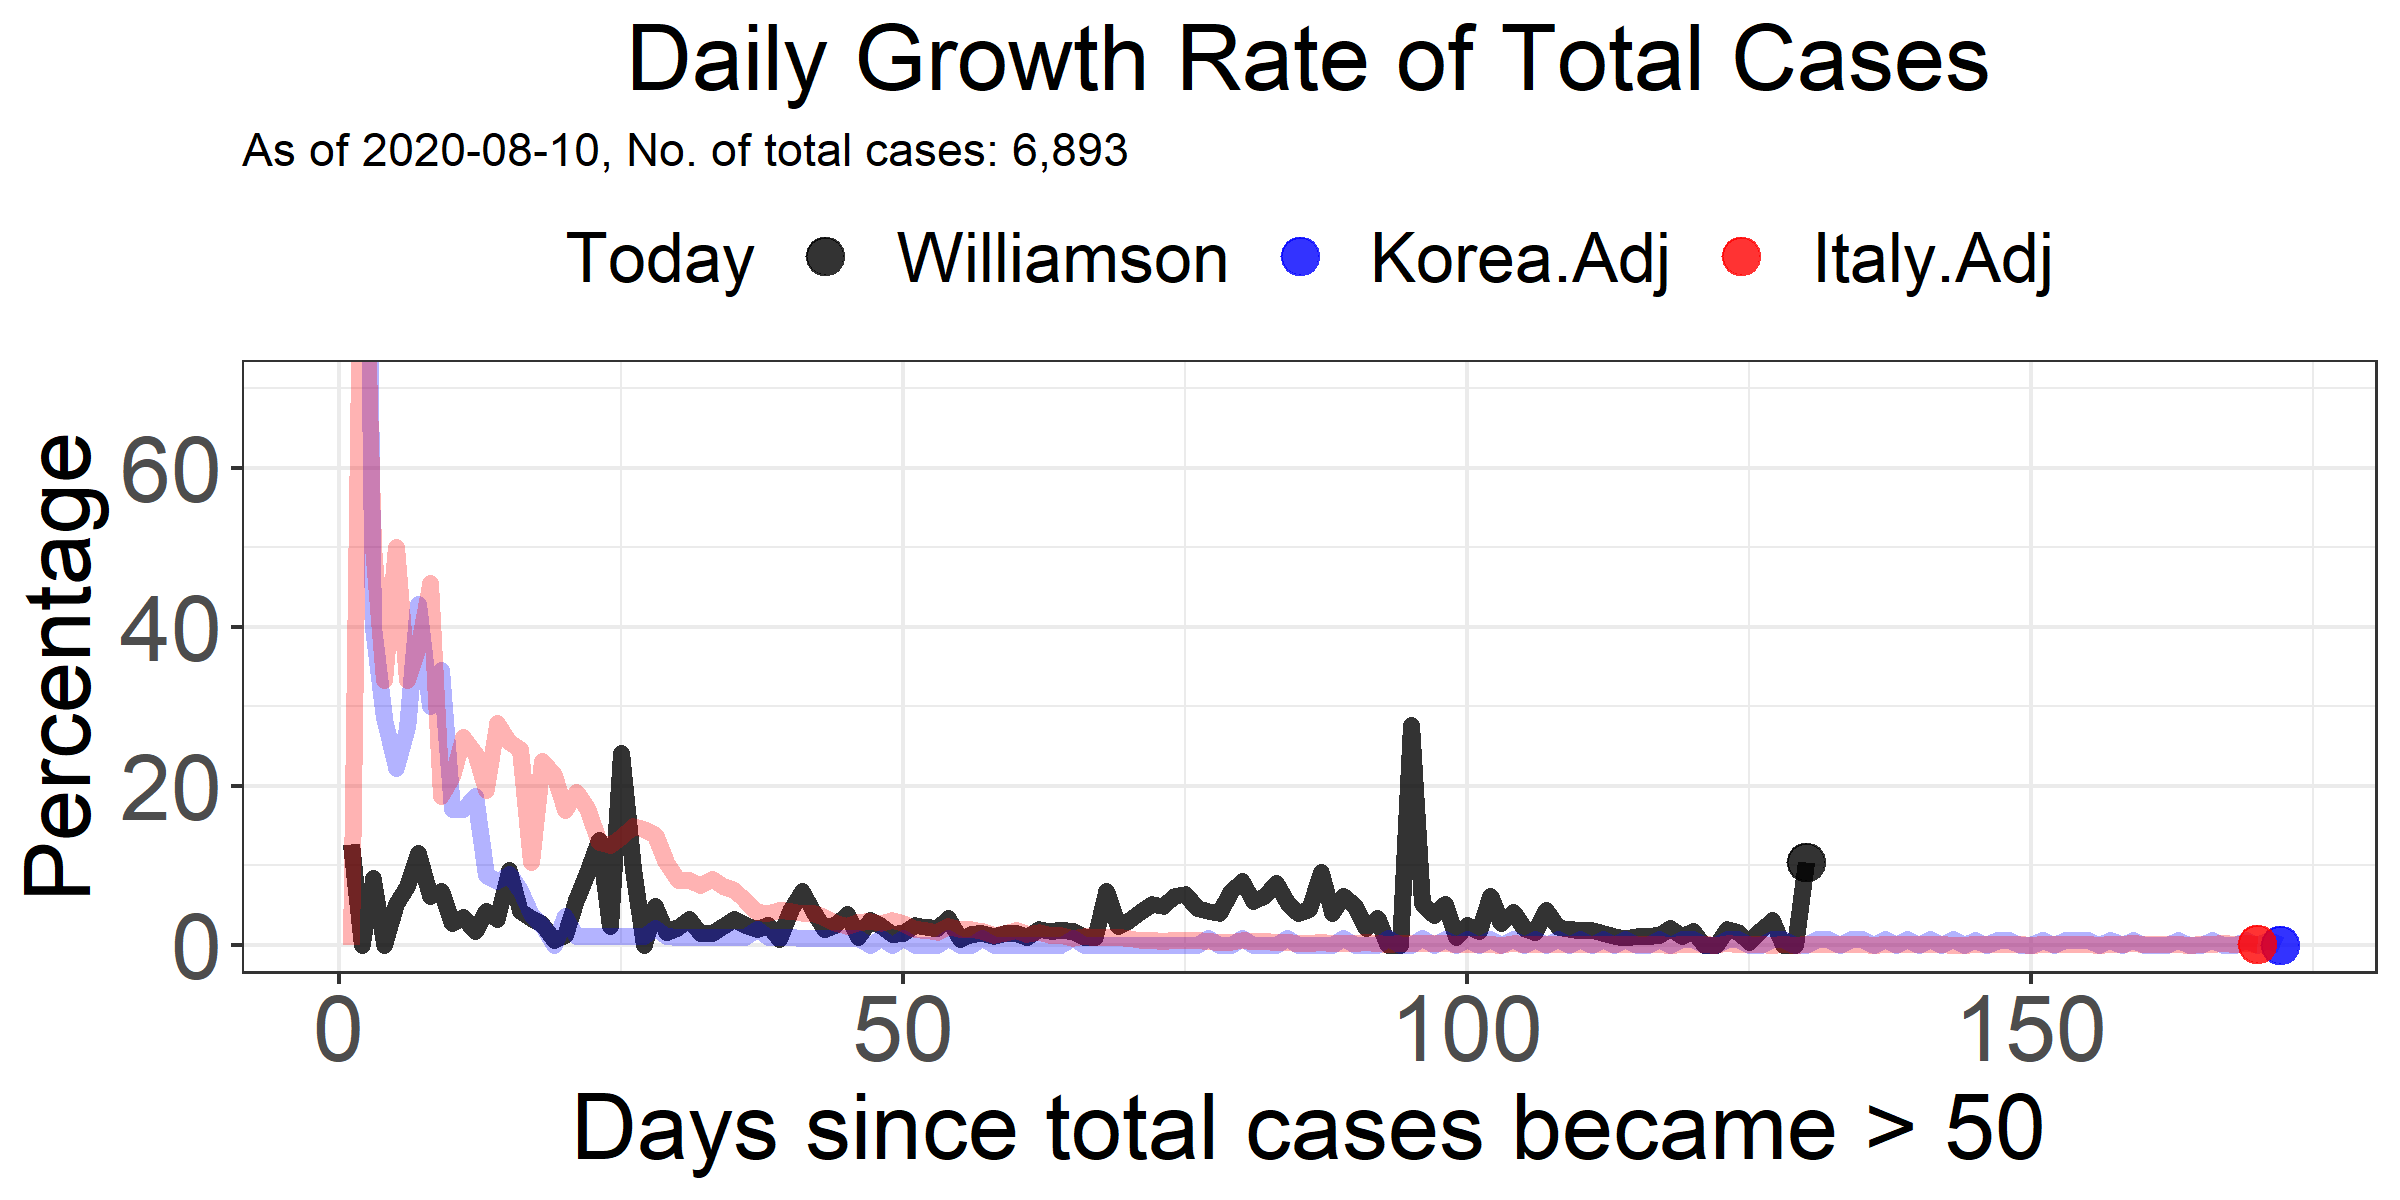 Daily Growth Rate of Total Cases
As of 2020-08-10, No. of total cases: 6,893
Today Williamson Korea.Adj Italy.Adj
Percentage
60
40
20
0
0 50 100 150
Days since total cases became > 50